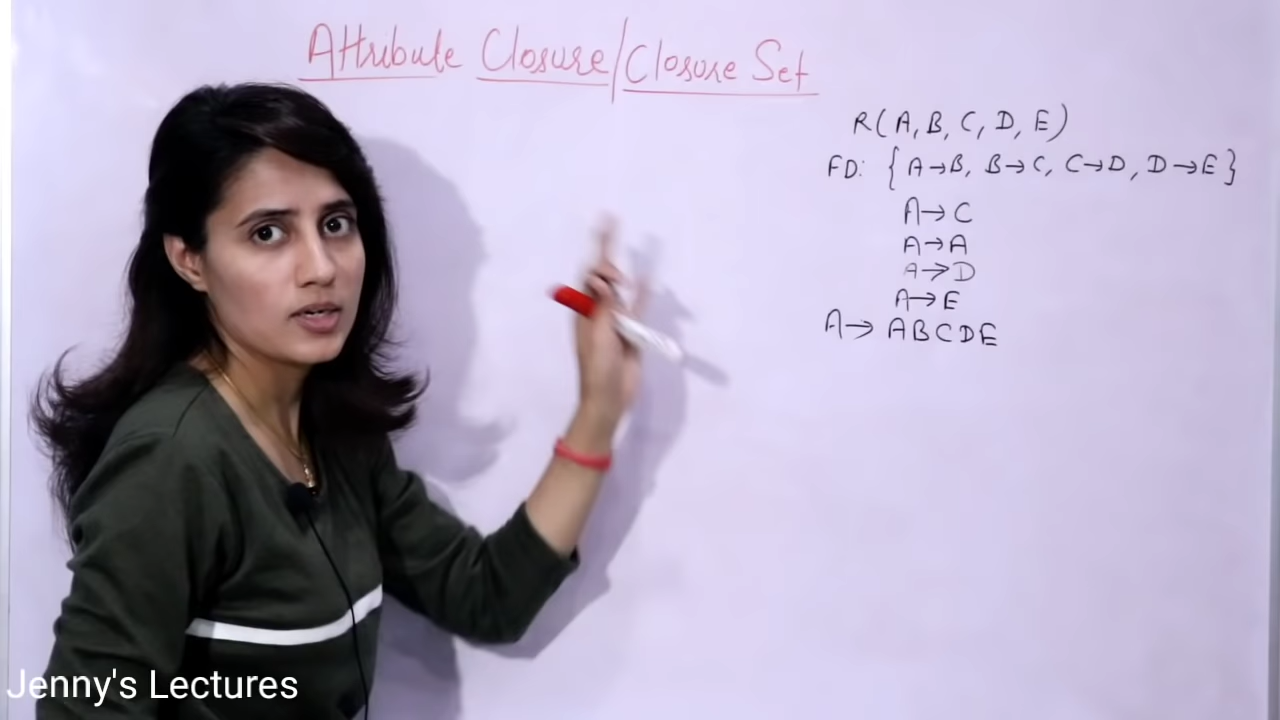 Attribute Closure/Closure Set
R(A, B, C, D, E)
FD: { A→B, B→C, C→D, D→E }
A→C
A→A
A→D
A→E
A→ ABCDE
Jenny's Lectures